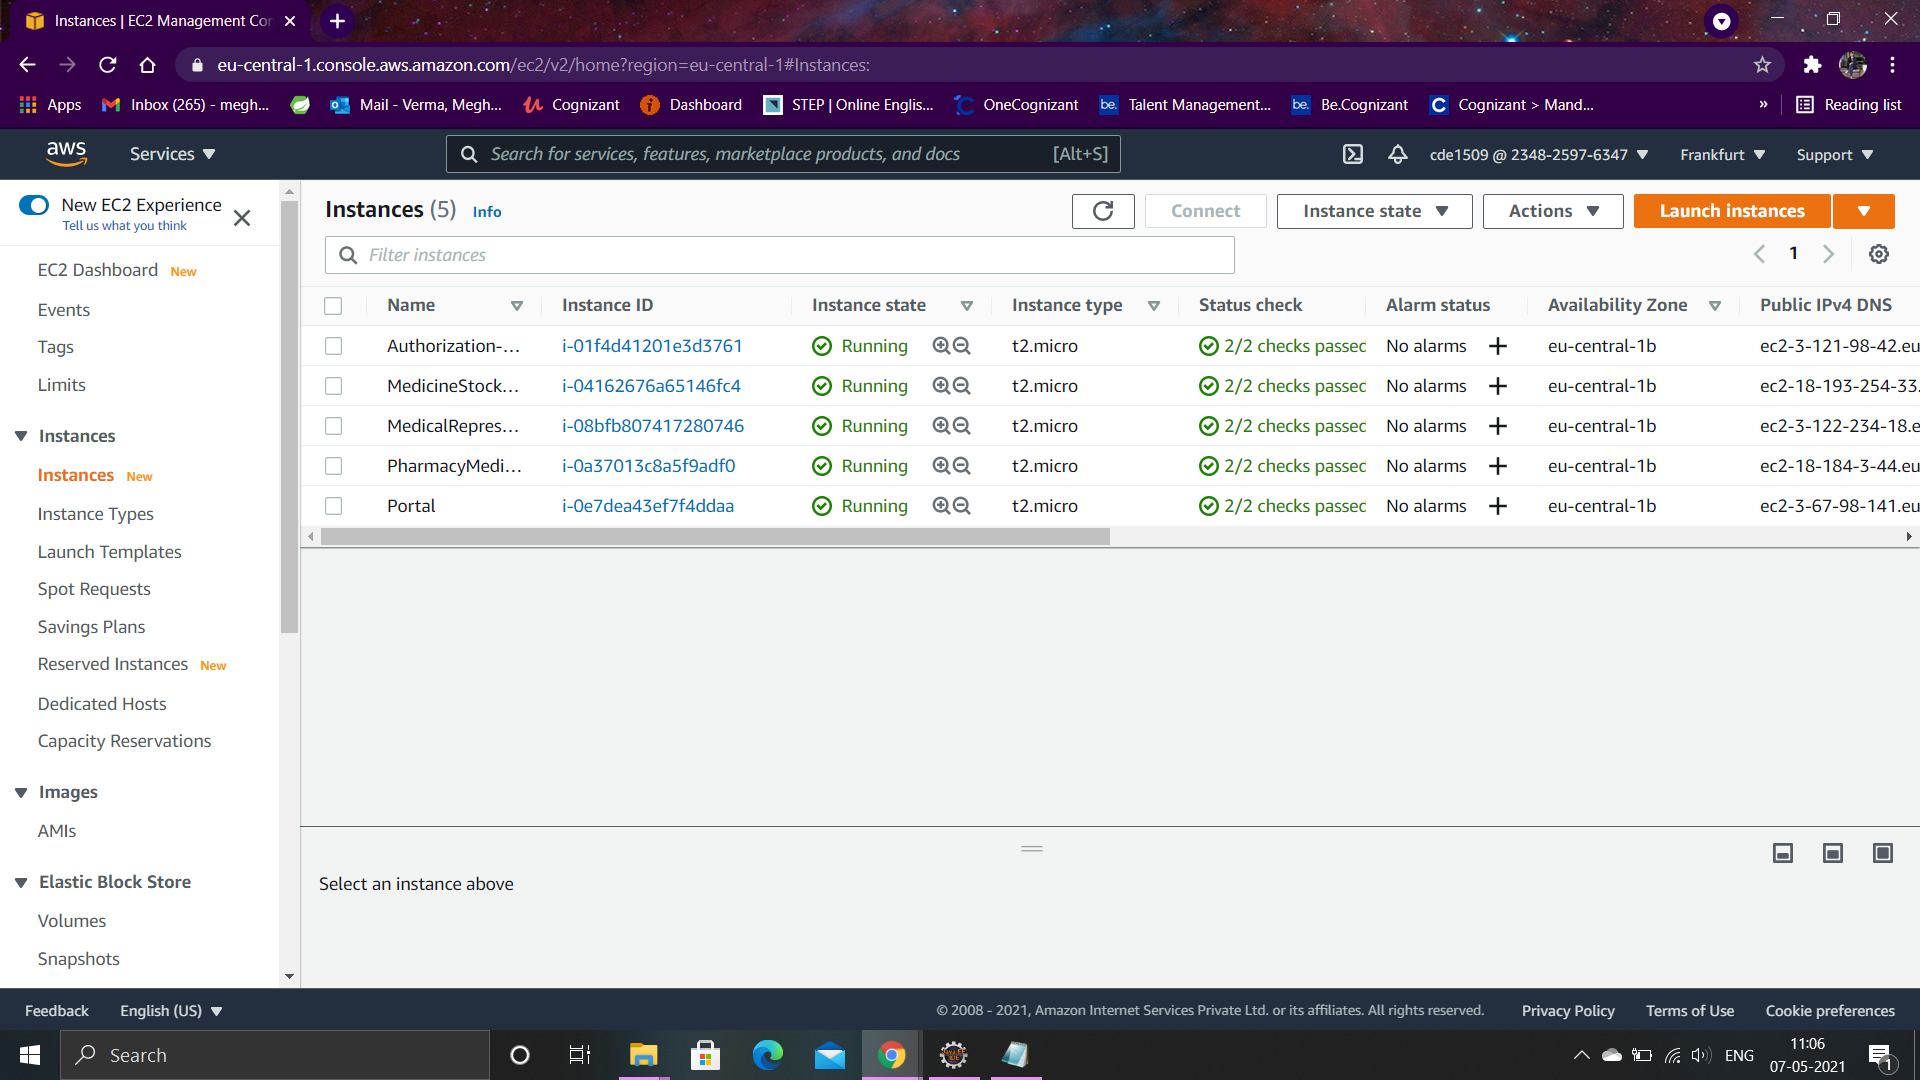 Instances | EC2 Management Con
eu-central-1.console.aws.amazon.com/ec2/v2/home?region=eu-central-1#Instances:
Apps Inbox (265) - megh... Mail - Verma, Megh... Cognizant Dashboard STEP | Online Englis... OneCognizant Talent Management... Be.Cognizant Cognizant > Mand... » Reading list
aws Services Search for services, features, marketplace products, and docs [Alt+S] cde1509 @ 2348-2597-6347 Frankfurt Support
New EC2 Experience
Tell us what you think
EC2 Dashboard New
Events
Tags
Limits
Instances
Instances New
Instance Types
Launch Templates
Spot Requests
Savings Plans
Reserved Instances New
Dedicated Hosts
Capacity Reservations
Images
AMIs
Elastic Block Store
Volumes
Snapshots
Instances (5) Info Connect Instance state Actions Launch instances
Filter instances 1
Name Instance ID Instance state Instance type Status check Alarm status Availability Zone Public IPv4 DNS
Authorization-... i-01f4d41201e3d3761 Running t2.micro 2/2 checks passed No alarms + eu-central-1b ec2-3-121-98-42.eu
MedicineStock... i-04162676a65146fc4 Running t2.micro 2/2 checks passed No alarms + eu-central-1b ec2-18-193-254-33.
MedicalRepres... i-08bfb807417280746 Running t2.micro 2/2 checks passed No alarms + eu-central-1b ec2-3-122-234-18.e
PharmacyMedi... i-0a37013c8a5f9adf0 Running t2.micro 2/2 checks passed No alarms + eu-central-1b ec2-18-184-3-44.eu
Portal i-0e7dea43ef7f4ddaa Running t2.micro 2/2 checks passed No alarms + eu-central-1b ec2-3-67-98-141.eu
Select an instance above
Feedback English (US) © 2008 - 2021, Amazon Internet Services Private Ltd. or its affiliates. All rights reserved. Privacy Policy Terms of Use Cookie preferences
Search ENG 11:06
07-05-2021 1